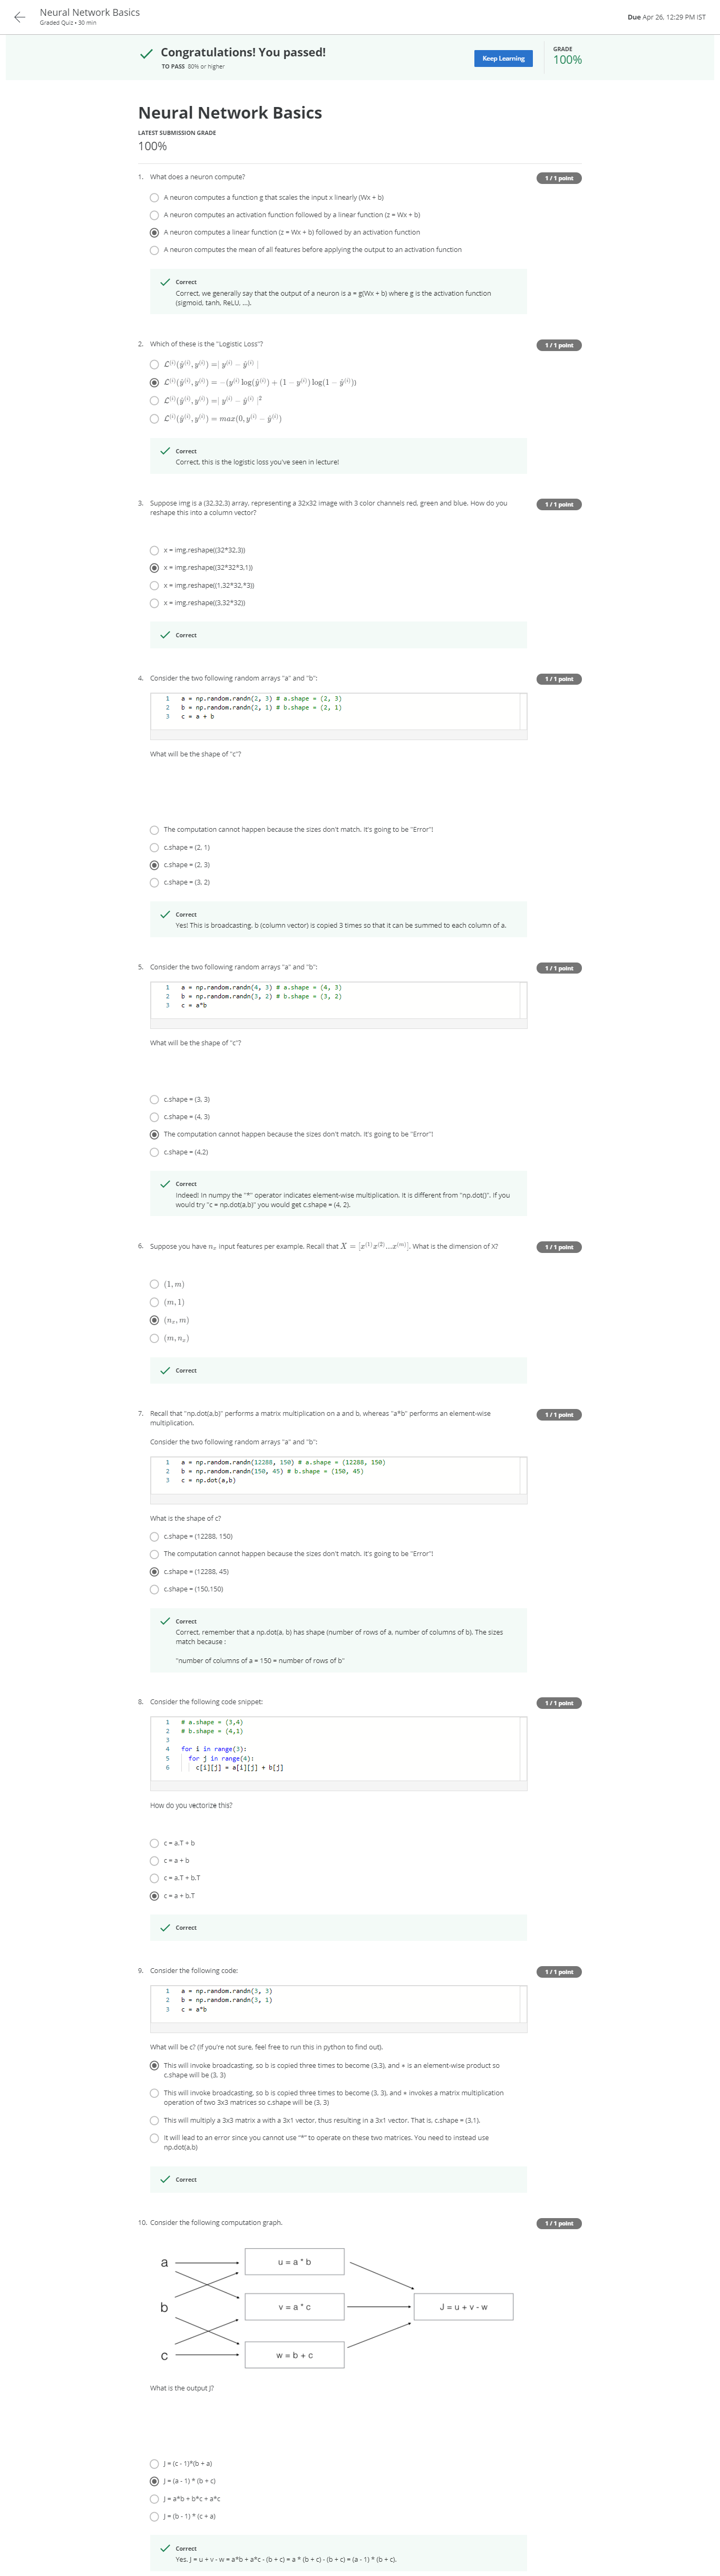 Neural Network Basics
Graded Quiz • 30 min
Due Apr 26, 12:29 PM IST
Congratulations! You passed!
TO PASS 80% or higher
Keep Learning
GRADE
100%
Neural Network Basics
LATEST SUBMISSION GRADE
100%
1. What does a neuron compute?
1 / 1 point
A neuron computes a function g that scales the input x linearly (Wx + b)
A neuron computes an activation function followed by a linear function (z = Wx + b)
A neuron computes a linear function (z = Wx + b) followed by an activation function
A neuron computes the mean of all features before applying the output to an activation function
Correct
Correct, we generally say that the output of a neuron is a = g(Wx + b) where g is the activation function
(sigmoid, tanh, ReLU, ...).
2. Which of these is the "Logistic Loss"?
1 / 1 point
ℒ^(i)(ŷ^(i), y^(i)) =| y^(i) − ŷ^(i) |
ℒ^(i)(ŷ^(i), y^(i)) = −(y^(i) log(ŷ^(i)) + (1 − y^(i)) log(1 − ŷ^(i)))
ℒ^(i)(ŷ^(i), y^(i)) =| y^(i) − ŷ^(i) |²
ℒ^(i)(ŷ^(i), y^(i)) = max(0, y^(i) − ŷ^(i))
Correct
Correct, this is the logistic loss you've seen in lecture!
3. Suppose img is a (32,32,3) array, representing a 32x32 image with 3 color channels red, green and blue. How do you
reshape this into a column vector?
1 / 1 point
x = img.reshape((32*32,3))
x = img.reshape((32*32*3,1))
x = img.reshape((1,32*32,*3))
x = img.reshape((3,32*32))
Correct
4. Consider the two following random arrays "a" and "b":
1 / 1 point
1 a = np.random.randn(2, 3) # a.shape = (2, 3)
2 b = np.random.randn(2, 1) # b.shape = (2, 1)
3 c = a + b
What will be the shape of "c"?
The computation cannot happen because the sizes don't match. It's going to be "Error"!
c.shape = (2, 1)
c.shape = (2, 3)
c.shape = (3, 2)
Correct
Yes! This is broadcasting. b (column vector) is copied 3 times so that it can be summed to each column of a.
5. Consider the two following random arrays "a" and "b":
1 / 1 point
1 a = np.random.randn(4, 3) # a.shape = (4, 3)
2 b = np.random.randn(3, 2) # b.shape = (3, 2)
3 c = a*b
What will be the shape of "c"?
c.shape = (3, 3)
c.shape = (4, 3)
The computation cannot happen because the sizes don't match. It's going to be "Error"!
c.shape = (4,2)
Correct
Indeed! In numpy the "*" operator indicates element-wise multiplication. It is different from "np.dot()". If you
would try "c = np.dot(a,b)" you would get c.shape = (4, 2).
6. Suppose you have n_x input features per example. Recall that X = [x^(1) x^(2)...x^(m)]. What is the dimension of X?
1 / 1 point
(1, m)
(m, 1)
(n_x, m)
(m, n_x)
Correct
7. Recall that "np.dot(a,b)" performs a matrix multiplication on a and b, whereas "a*b" performs an element-wise
multiplication.
1 / 1 point
Consider the two following random arrays "a" and "b":
1 a = np.random.randn(12288, 150) # a.shape = (12288, 150)
2 b = np.random.randn(150, 45) # b.shape = (150, 45)
3 c = np.dot(a,b)
What is the shape of c?
c.shape = (12288, 150)
The computation cannot happen because the sizes don't match. It's going to be "Error"!
c.shape = (12288, 45)
c.shape = (150,150)
Correct
Correct, remember that a np.dot(a, b) has shape (number of rows of a, number of columns of b). The sizes
match because :
"number of columns of a = 150 = number of rows of b"
8. Consider the following code snippet:
1 / 1 point
1 # a.shape = (3,4)
2 # b.shape = (4,1)
3
4 for i in range(3):
5 for j in range(4):
6 c[i][j] = a[i][j] + b[j]
How do you vectorize this?
c = a.T + b
c = a + b
c = a.T + b.T
c = a + b.T
Correct
9. Consider the following code:
1 / 1 point
1 a = np.random.randn(3, 3)
2 b = np.random.randn(3, 1)
3 c = a*b
What will be c? (If you're not sure, feel free to run this in python to find out).
This will invoke broadcasting, so b is copied three times to become (3,3), and ∗ is an element-wise product so
c.shape will be (3, 3)
This will invoke broadcasting, so b is copied three times to become (3, 3), and ∗ invokes a matrix multiplication
operation of two 3x3 matrices so c.shape will be (3, 3)
This will multiply a 3x3 matrix a with a 3x1 vector, thus resulting in a 3x1 vector. That is, c.shape = (3,1).
It will lead to an error since you cannot use "*" to operate on these two matrices. You need to instead use
np.dot(a,b)
Correct
10. Consider the following computation graph.
1 / 1 point
a
u = a * b
b
v = a * c
J = u + v - w
c
w = b + c
What is the output J?
J = (c - 1)*(b + a)
J = (a - 1) * (b + c)
J = a*b + b*c + a*c
J = (b - 1) * (c + a)
Correct
Yes. J = u + v - w = a*b + a*c - (b + c) = a * (b + c) - (b + c) = (a - 1) * (b + c).